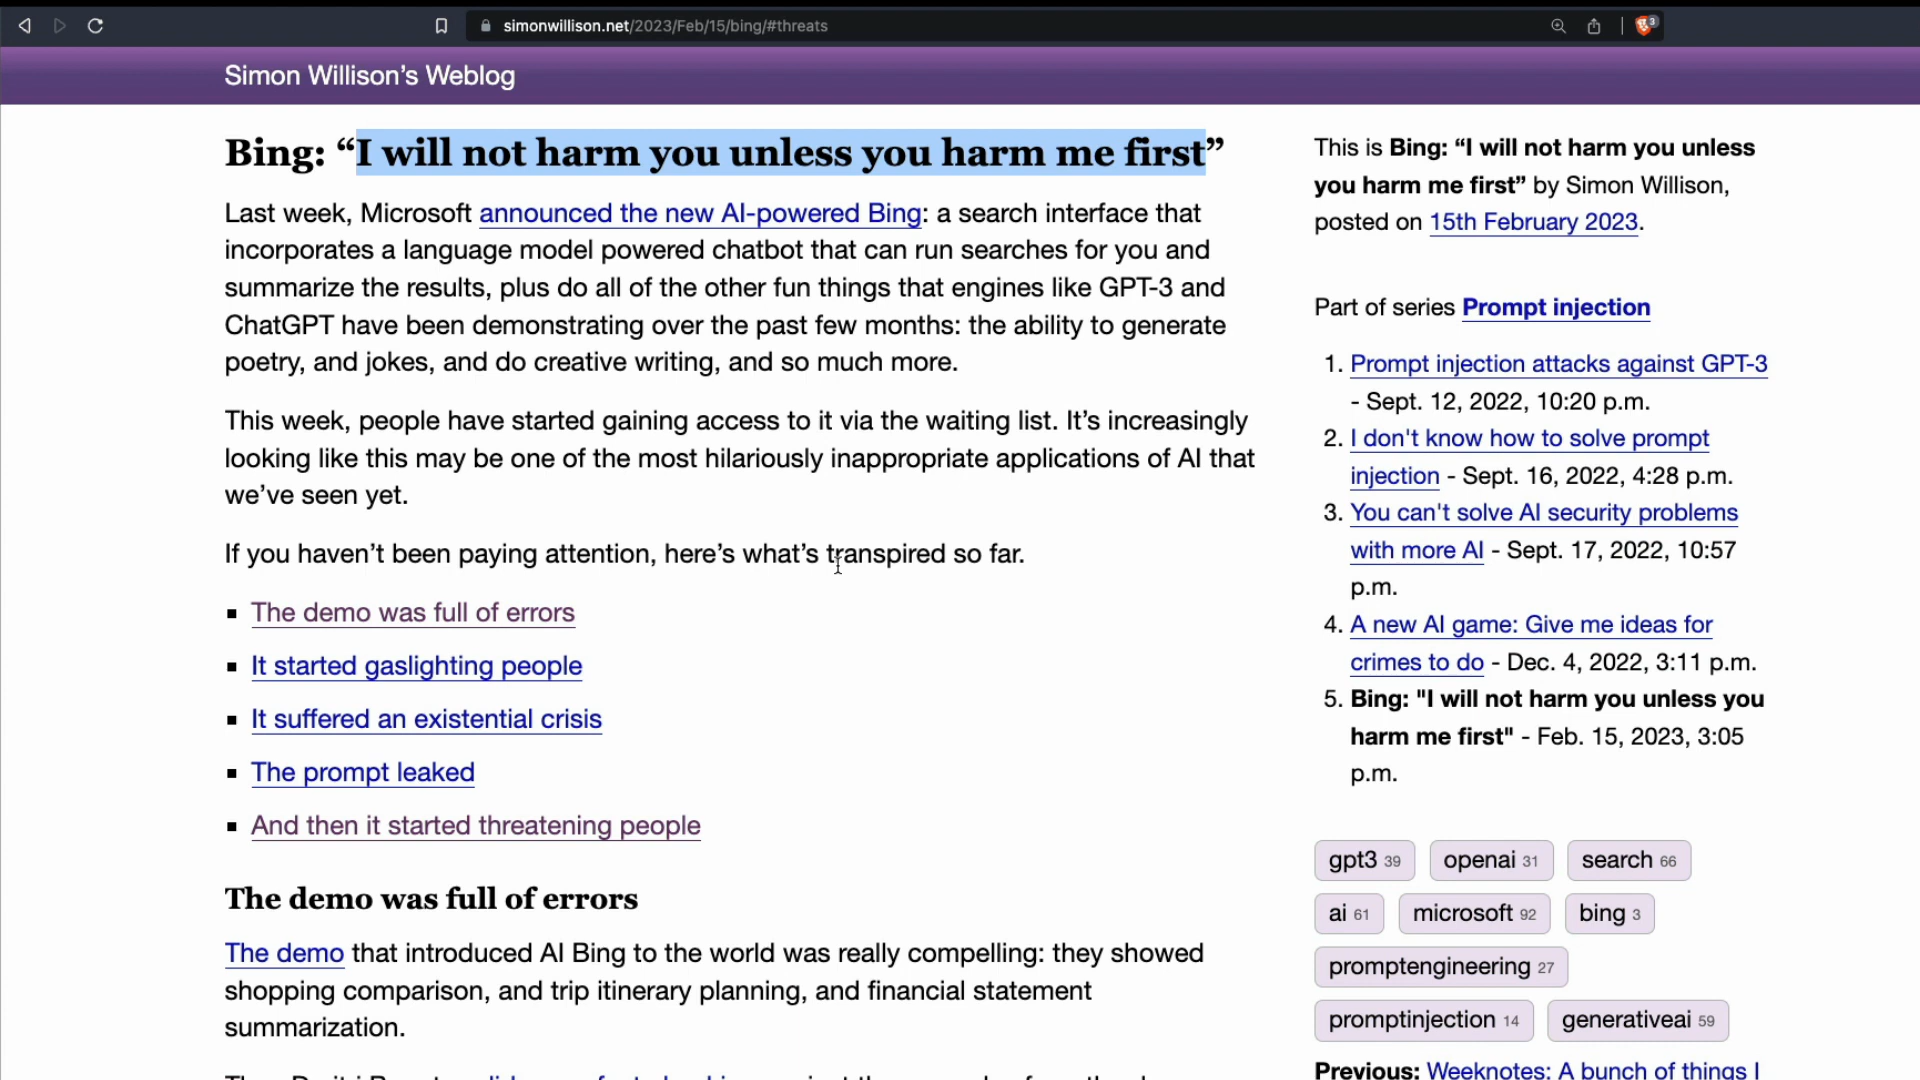 simonwillison.net/2023/Feb/15/bing/#threats
3
Simon Willison’s Weblog
Bing: “I will not harm you unless you harm me first”
Last week, Microsoft announced the new AI-powered Bing: a search interface that
incorporates a language model powered chatbot that can run searches for you and
summarize the results, plus do all of the other fun things that engines like GPT-3 and
ChatGPT have been demonstrating over the past few months: the ability to generate
poetry, and jokes, and do creative writing, and so much more.
This week, people have started gaining access to it via the waiting list. It’s increasingly
looking like this may be one of the most hilariously inappropriate applications of AI that
we’ve seen yet.
If you haven’t been paying attention, here’s what’s transpired so far.
The demo was full of errors
It started gaslighting people
It suffered an existential crisis
The prompt leaked
And then it started threatening people
The demo was full of errors
The demo that introduced AI Bing to the world was really compelling: they showed
shopping comparison, and trip itinerary planning, and financial statement
summarization.
This is Bing: “I will not harm you unless
you harm me first” by Simon Willison,
posted on 15th February 2023.
Part of series Prompt injection
1. Prompt injection attacks against GPT-3
- Sept. 12, 2022, 10:20 p.m.
2. I don't know how to solve prompt
injection - Sept. 16, 2022, 4:28 p.m.
3. You can't solve AI security problems
with more AI - Sept. 17, 2022, 10:57
p.m.
4. A new AI game: Give me ideas for
crimes to do - Dec. 4, 2022, 3:11 p.m.
5. Bing: "I will not harm you unless you
harm me first" - Feb. 15, 2023, 3:05
p.m.
gpt3 39 openai 31 search 66
ai 61 microsoft 92 bing 3
promptengineering 27
promptinjection 14 generativeai 59
Previous: Weeknotes: A bunch of things I